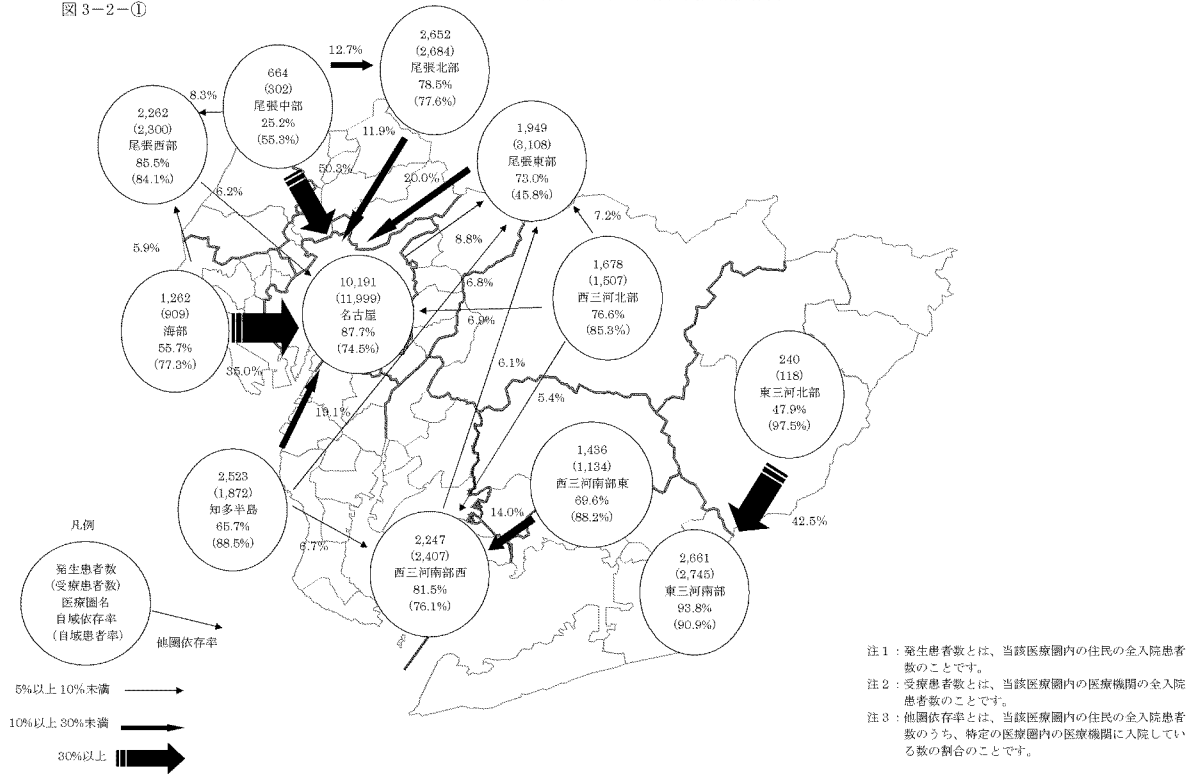 図3-2-①
2,652
(2,684)
尾張北部
78.5%
(77.6%)
12.7%
664
(302)
尾張中部
25.2%
(55.3%)
8.3%
2,262
(2,300)
尾張西部
85.5%
(84.1%)
11.9%
1,949
(3,108)
尾張東部
73.0%
(45.8%)
50.3%
20.0%
6.2%
7.2%
8.8%
5.9%
1,678
(1,507)
西三河北部
76.6%
(85.3%)
6.8%
10,191
(11,999)
名古屋
87.7%
(74.5%)
1,262
(909)
海部
55.7%
(77.3%)
6.9%
35.0%
6.1%
240
(118)
東三河北部
47.9%
(97.5%)
5.4%
19.1%
1,436
(1,134)
西三河南部東
69.6%
(88.2%)
2,523
(1,872)
知多半島
65.7%
(88.5%)
14.0%
42.5%
6.7%
2,247
(2,407)
西三河南部西
81.5%
(76.1%)
2,661
(2,745)
東三河南部
93.8%
(90.9%)
凡例
発生患者数
(受療患者数)
医療圏名
自域依存率
(自域患者率)
他圏依存率
5%以上10%未満
10%以上30%未満
30%以上
注1:発生患者数とは、当該医療圏内の住民の全入院患者
数のことです。
注2:受療患者数とは、当該医療圏内の医療機関の全入院
患者数のことです。
注3:他圏依存率とは、当該医療圏内の住民の全入院患者
数のうち、特定の医療圏内の医療機関に入院してい
る数の割合のことです。